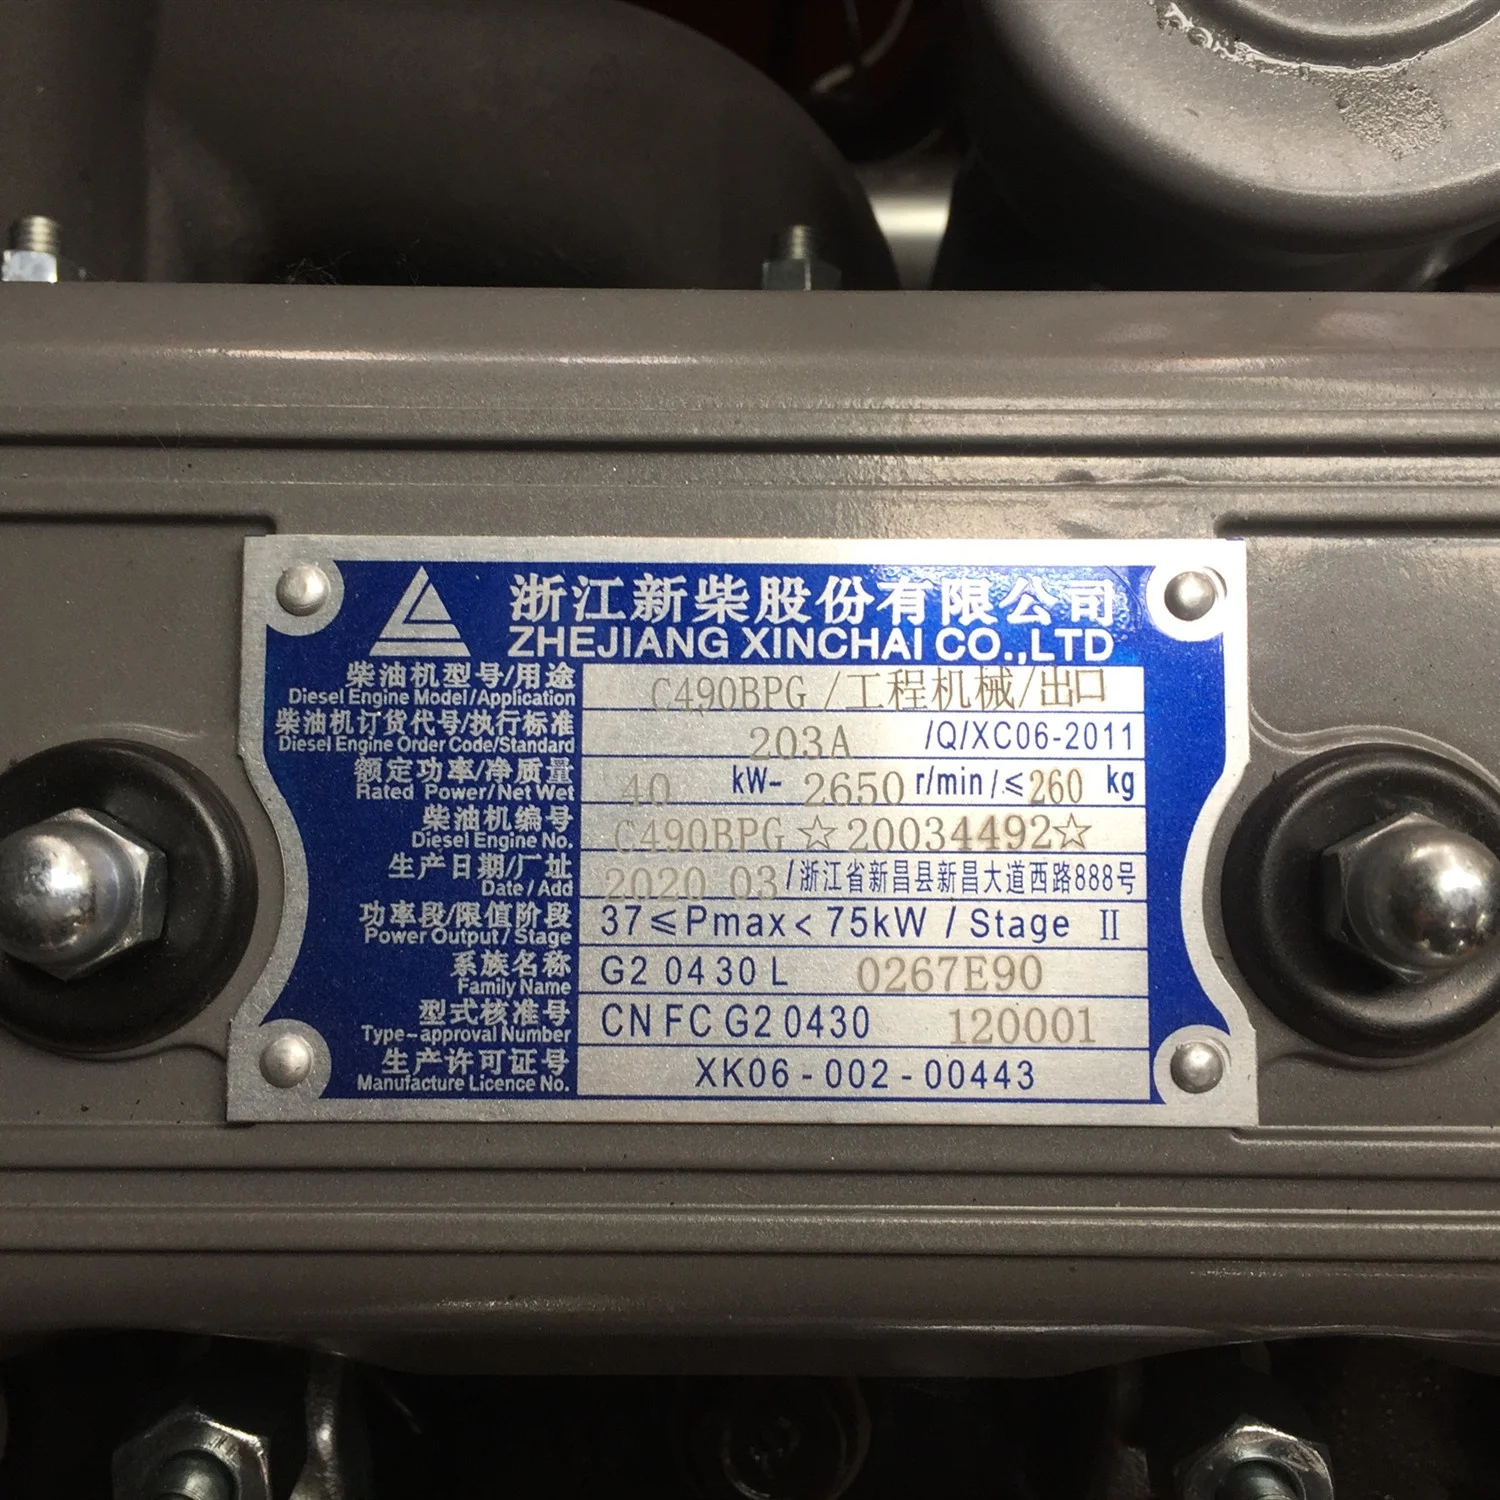 浙江新柴股份有限公司
ZHEJIANG XINCHAI CO.,LTD
柴油机型号/用途 C490BPG/工程机械/出口
Diesel Engine Model/Application
柴油机订货代号/执行标准 203A /Q/XC06-2011
Diesel Engine Order Code/Standard
额定功率/净质量 40 kW- 2650 r/min/≤260 kg
Rated Power/Net Wet
柴油机编号 C490BPG☆20034492☆
Diesel Engine No.
生产日期/厂址 2020 03/浙江省新昌县新昌大道西路888号
Date/Add
功率段/限值阶段 37≤Pmax<75kW/Stage II
Power Output/Stage
系族名称 G2 04 30 L 0267E90
Family Name
型式核准号 CN FC G2 0430 120001
Type-approval Number
生产许可证号 XK06-002-00443
Manufacture Licence No.